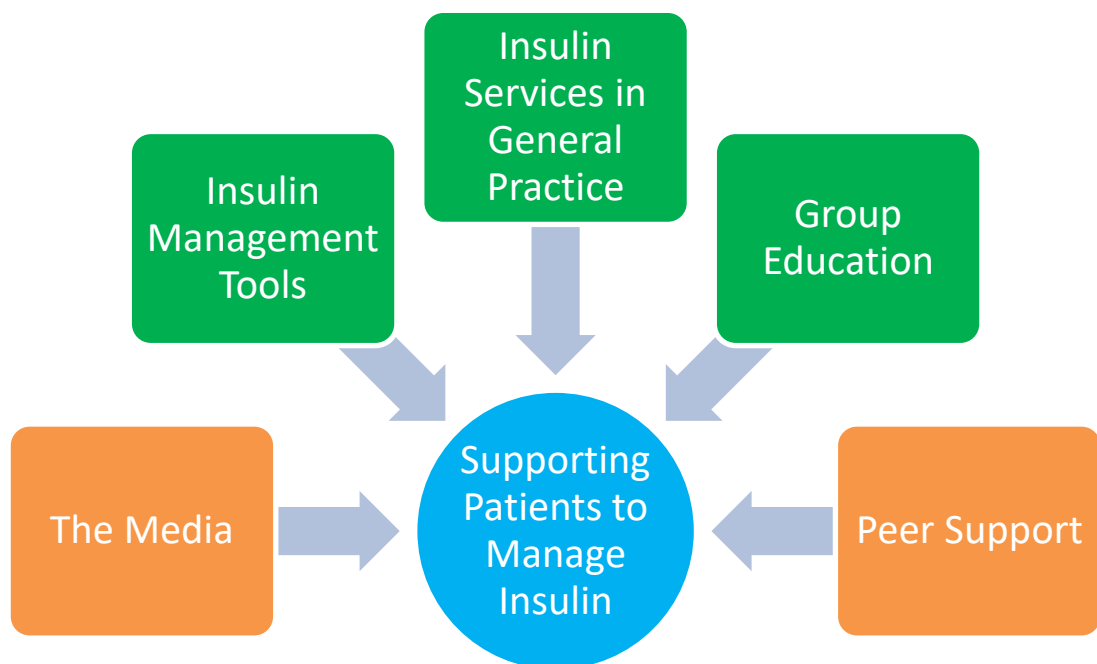 Insulin
Services in
General
Practice
Insulin
Management
Tools
Group
Education
The Media
Supporting
Patients to
Manage
Insulin
Peer Support